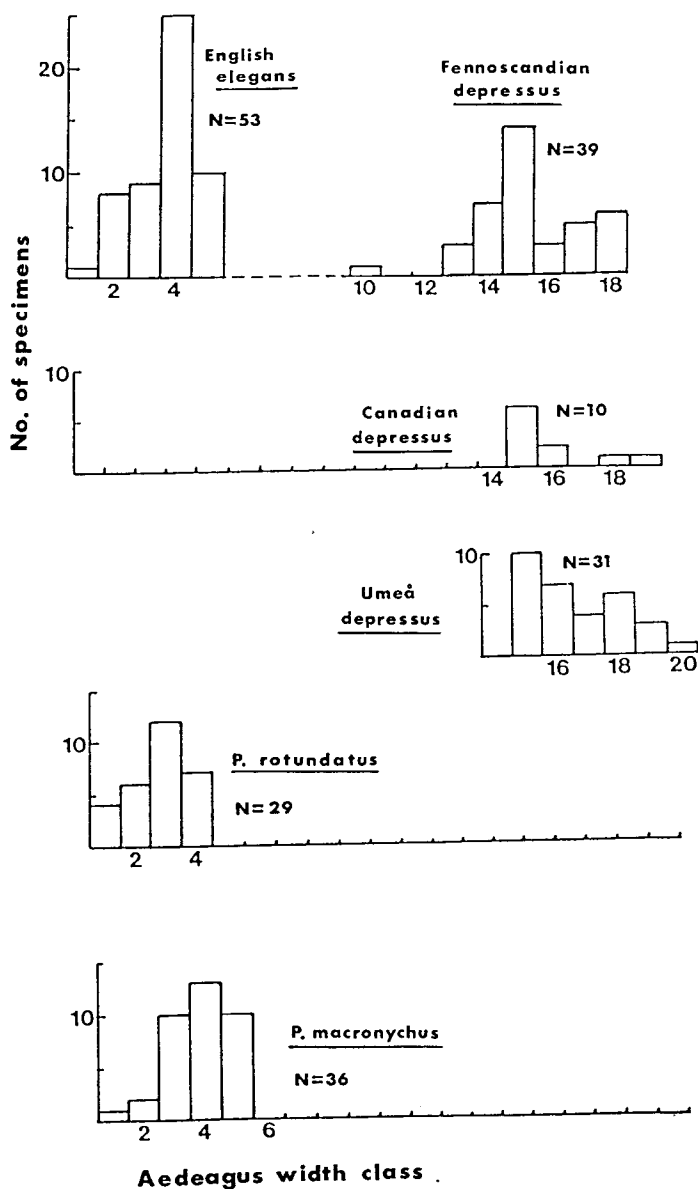 No. of specimens
20
10
English
elegans
N=53
Fennoscandian
depressus
N=39
2 4 10 12 14 16 18
10
Canadian
depressus
N=10
14 16 18
10
Umeå
depressus
N=31
16 18 20
10
P. rotundatus
N=29
2 4
10
P. macronychus
N=36
2 4 6
Aedeagus width class .